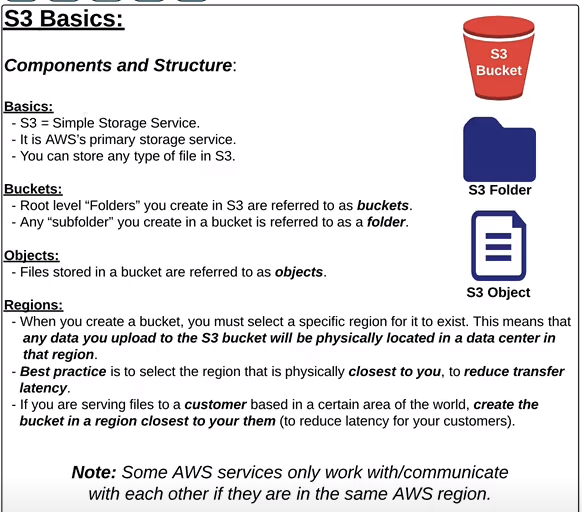 S3 Basics:
Components and Structure:
Basics:
- S3 = Simple Storage Service.
- It is AWS's primary storage service.
- You can store any type of file in S3.
Buckets:
- Root level “Folders” you create in S3 are referred to as buckets.
- Any “subfolder” you create in a bucket is referred to as a folder.
Objects:
- Files stored in a bucket are referred to as objects.
Regions:
- When you create a bucket, you must select a specific region for it to exist. This means that
any data you upload to the S3 bucket will be physically located in a data center in
that region.
- Best practice is to select the region that is physically closest to you, to reduce transfer
latency.
- If you are serving files to a customer based in a certain area of the world, create the
bucket in a region closest to your them (to reduce latency for your customers).
Note: Some AWS services only work with/communicate
with each other if they are in the same AWS region.
S3
Bucket
S3 Folder
S3 Object